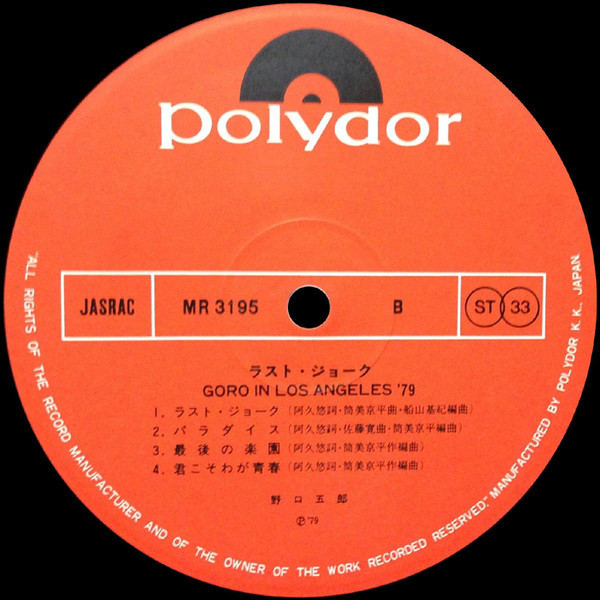 polydor
JASRAC MR 3195 B ST 33
ラスト・ジョーク
GORO IN LOS ANGELES '79
1. ラスト・ジョーク (阿久悠詞・筒美京平曲・船山基紀編曲)
2. パラダイス (阿久悠詞・佐藤寛曲・筒美京平編曲)
3. 最後の楽園 (阿久悠詞・筒美京平作編曲)
4. 君こそわが青春 (阿久悠詞・筒美京平作編曲)
野口五郎
Ⓟ '79
"ALL RIGHTS OF THE RECORD MANUFACTURER AND OF THE OWNER OF THE WORK RECORDED RESERVED." MANUFACTURED BY POLYDOR K.K., JAPAN.